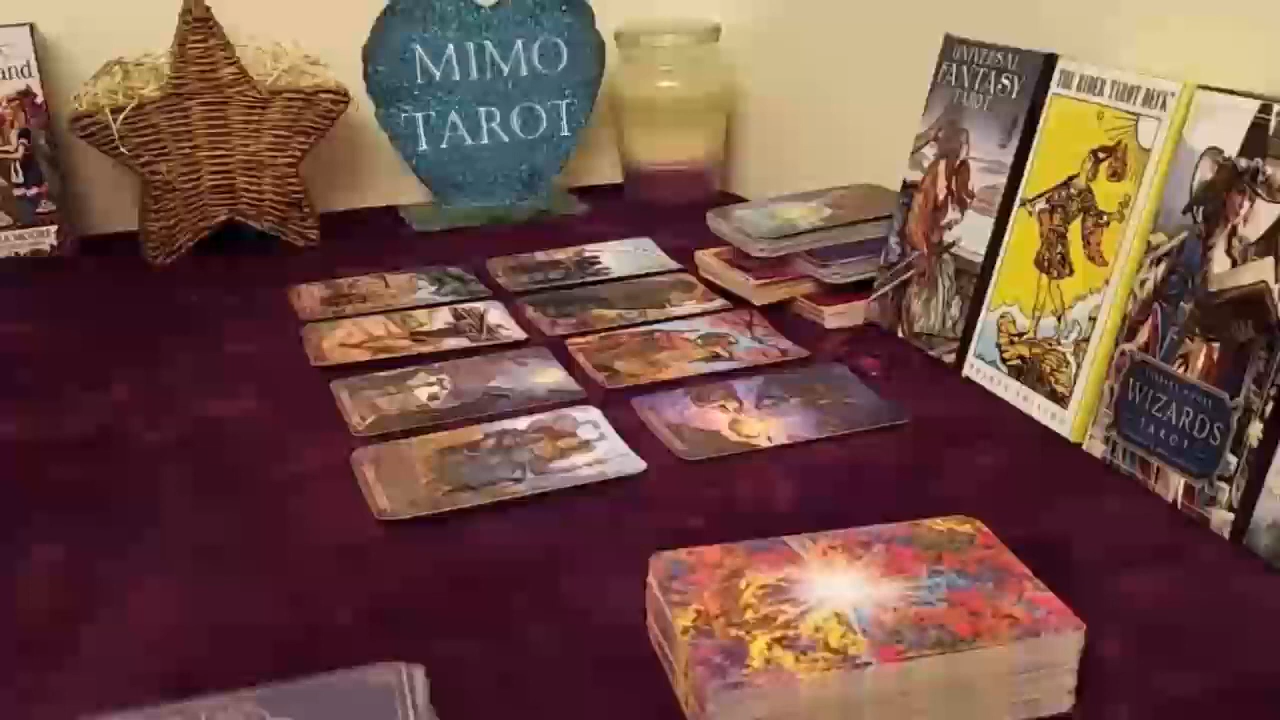 and
MIMO
TAROT
UNIVERSAL
FANTASY
TAROT
THE RIDER TAROT DECK
WIZARDS
TAROT